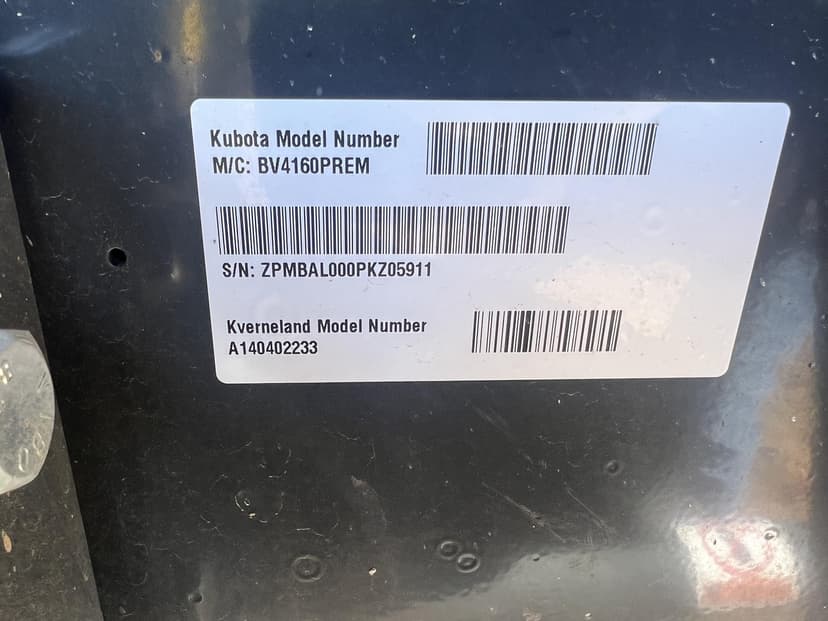 Kubota Model Number
M/C: BV4160PREM
S/N: ZPMBAL000PKZ05911
Kverneland Model Number
A140402233